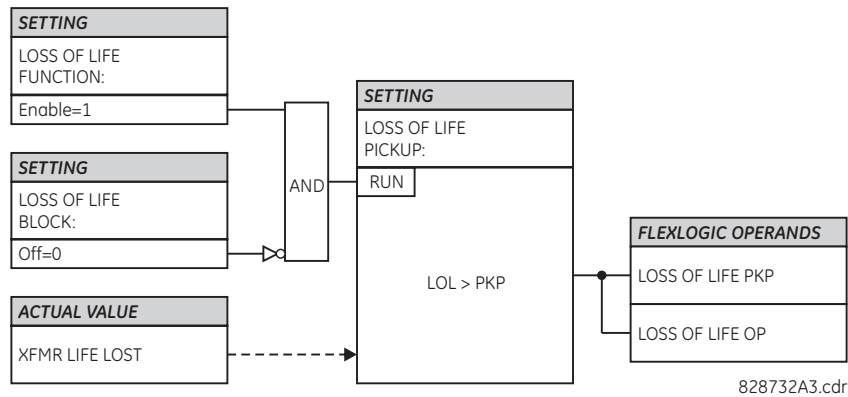 SETTING
LOSS OF LIFE
FUNCTION:
Enable=1
SETTING
LOSS OF LIFE
BLOCK:
Off=0
ACTUAL VALUE
XFMR LIFE LOST
AND
SETTING
LOSS OF LIFE
PICKUP:
RUN
LOL > PKP
FLEXLOGIC OPERANDS
LOSS OF LIFE PKP
LOSS OF LIFE OP
828732A3.cdr